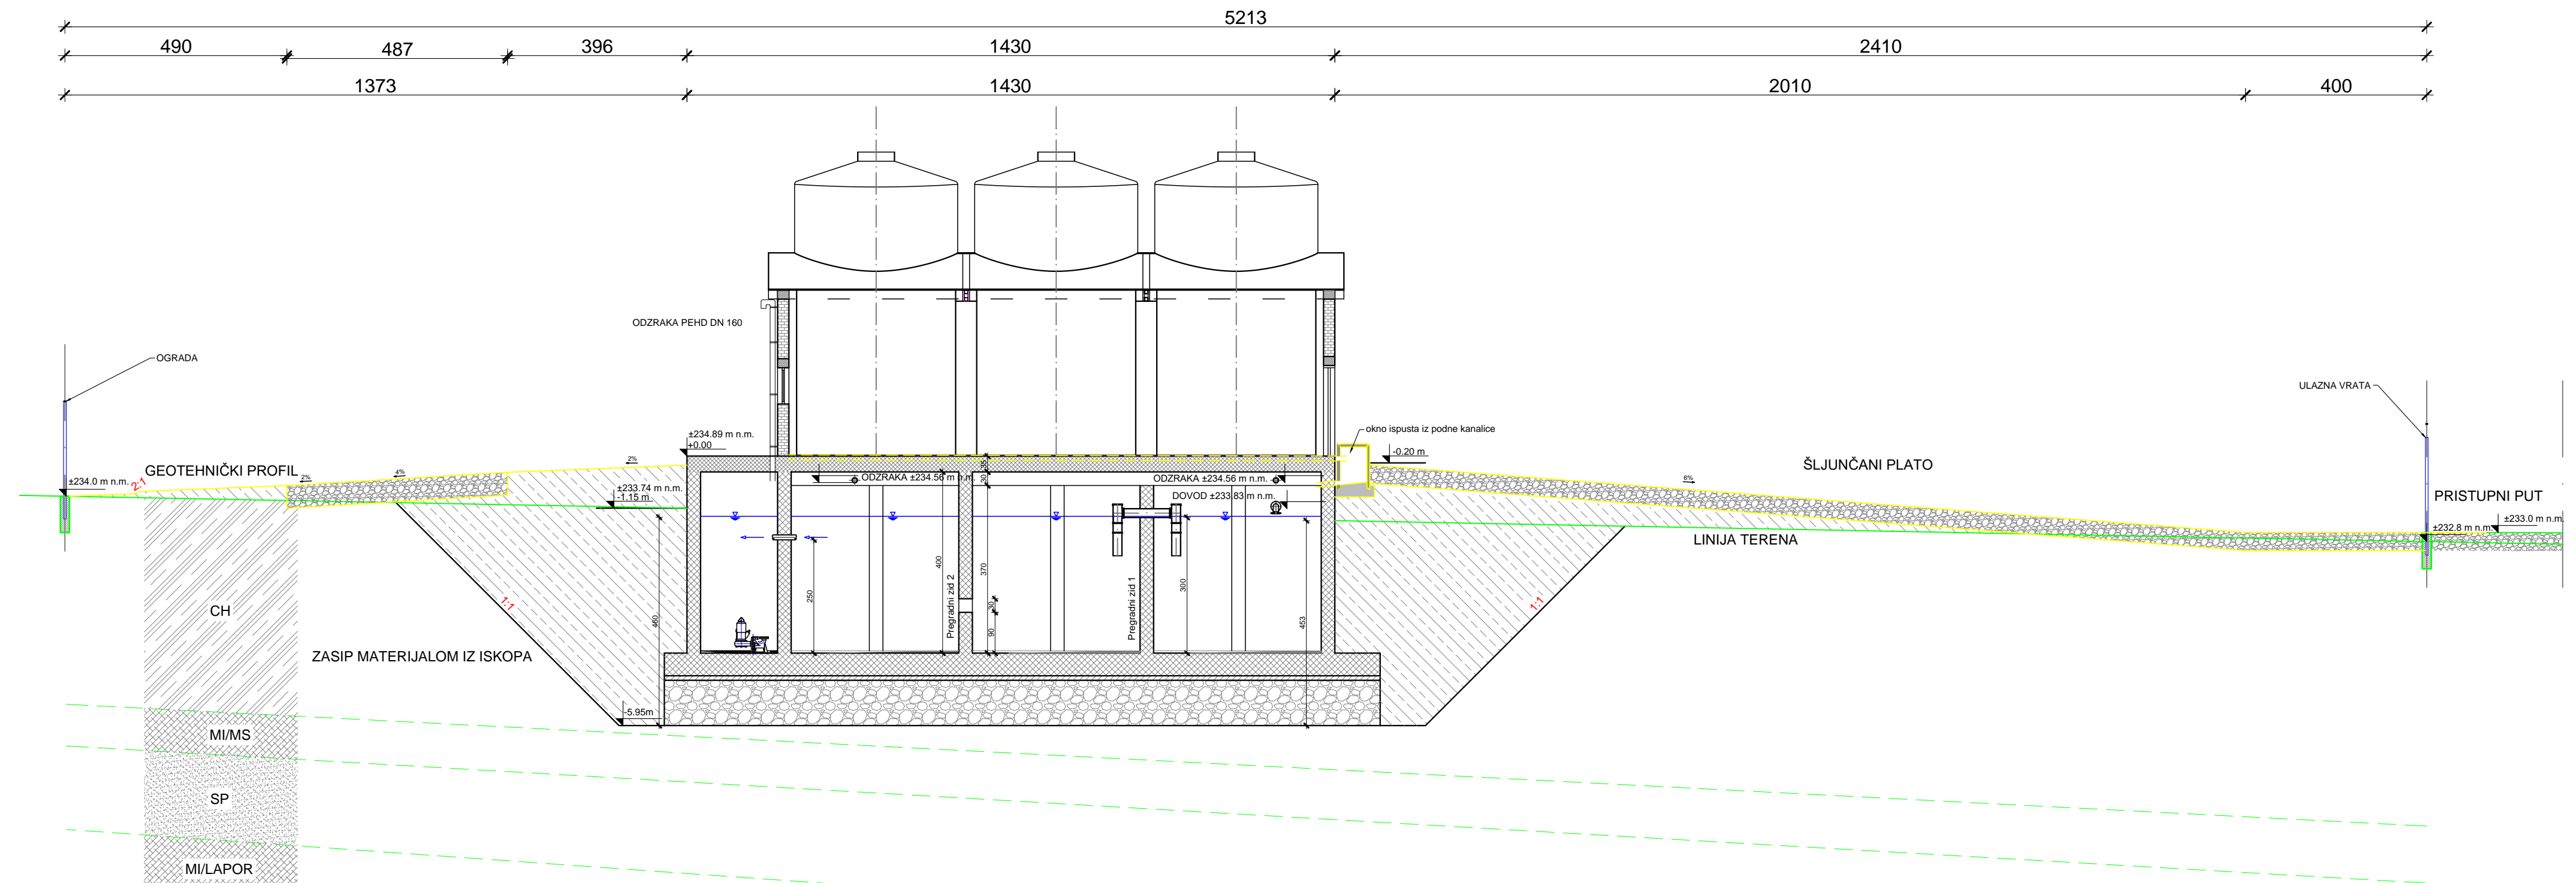 5213
490
487
396
1430
2410
1373
1430
2010
400
ODZRAKA PEHD DN 160
OGRADA
ULAZNA VRATA
±234.89 m n.m.
+0.00
okno ispusta iz podne kanalice
-0.20 m
GEOTEHNIČKI PROFIL
2%
4%
2%
2:1
±234.0 m n.m.
±233.74 m n.m.
-1.15 m
35
30
ODZRAKA ±234.56 m n.m.
ODZRAKA ±234.56 m n.m.
DOVOD ±233.83 m n.m.
ŠLJUNČANI PLATO
6%
PRISTUPNI PUT
±233.0 m n.m.
±232.8 m n.m.
LINIJA TERENA
460
250
400
Pregradni zid 2
370
30
90
Pregradni zid 1
300
453
1:1
1:1
CH
ZASIP MATERIJALOM IZ ISKOPA
-5.95m
MI/MS
SP
MI/LAPOR